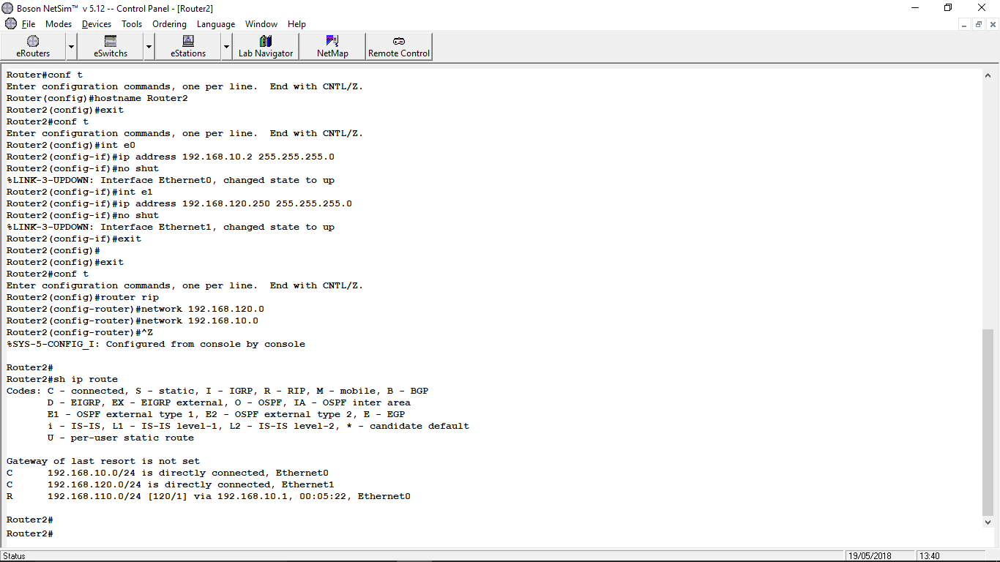 Boson NetSim™ v 5.12 -- Control Panel - [Router2]
File Modes Devices Tools Ordering Language Window Help
eRouters eSwitchs eStations Lab Navigator NetMap Remote Control
Router#conf t
Enter configuration commands, one per line.  End with CNTL/Z.
Router(config)#hostname Router2
Router2(config)#exit
Router2#conf t
Enter configuration commands, one per line.  End with CNTL/Z.
Router2(config)#int e0
Router2(config-if)#ip address 192.168.10.2 255.255.255.0
Router2(config-if)#no shut
%LINK-3-UPDOWN: Interface Ethernet0, changed state to up
Router2(config-if)#int e1
Router2(config-if)#ip address 192.168.120.250 255.255.255.0
Router2(config-if)#no shut
%LINK-3-UPDOWN: Interface Ethernet1, changed state to up
Router2(config-if)#exit
Router2(config)#
Router2(config)#exit
Router2#conf t
Enter configuration commands, one per line.  End with CNTL/Z.
Router2(config)#router rip
Router2(config-router)#network 192.168.120.0
Router2(config-router)#network 192.168.10.0
Router2(config-router)#^Z
%SYS-5-CONFIG_I: Configured from console by console
Router2#
Router2#sh ip route
Codes: C - connected, S - static, I - IGRP, R - RIP, M - mobile, B - BGP
       D - EIGRP, EX - EIGRP external, O - OSPF, IA - OSPF inter area
       E1 - OSPF external type 1, E2 - OSPF external type 2, E - EGP
       i - IS-IS, L1 - IS-IS level-1, L2 - IS-IS level-2, * - candidate default
       U - per-user static route
Gateway of last resort is not set
C      192.168.10.0/24 is directly connected, Ethernet0
C      192.168.120.0/24 is directly connected, Ethernet1
R      192.168.110.0/24 [120/1] via 192.168.10.1, 00:05:22, Ethernet0
Router2#
Router2#
Status 19/05/2018 13:40